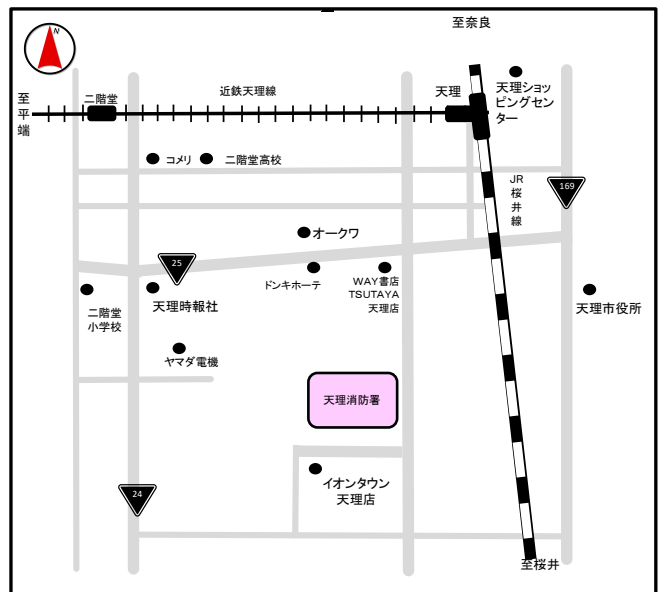 至奈良
N
至
平
端
二階堂
近鉄天理線
天理
天理ショッ
ピングセン
ター
コメリ
二階堂高校
JR
桜
井
線
169
オークワ
25
ドンキホーテ
WAY書店
TSUTAYA
天理店
二階堂
小学校
天理時報社
天理市役所
ヤマダ電機
天理消防署
24
イオンタウン
天理店
至桜井